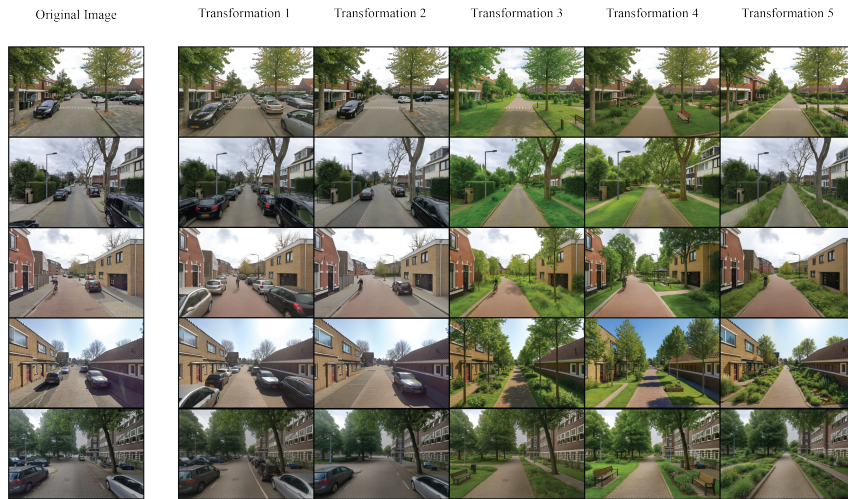 Original Image
Transformation 1
Transformation 2
Transformation 3
Transformation 4
Transformation 5